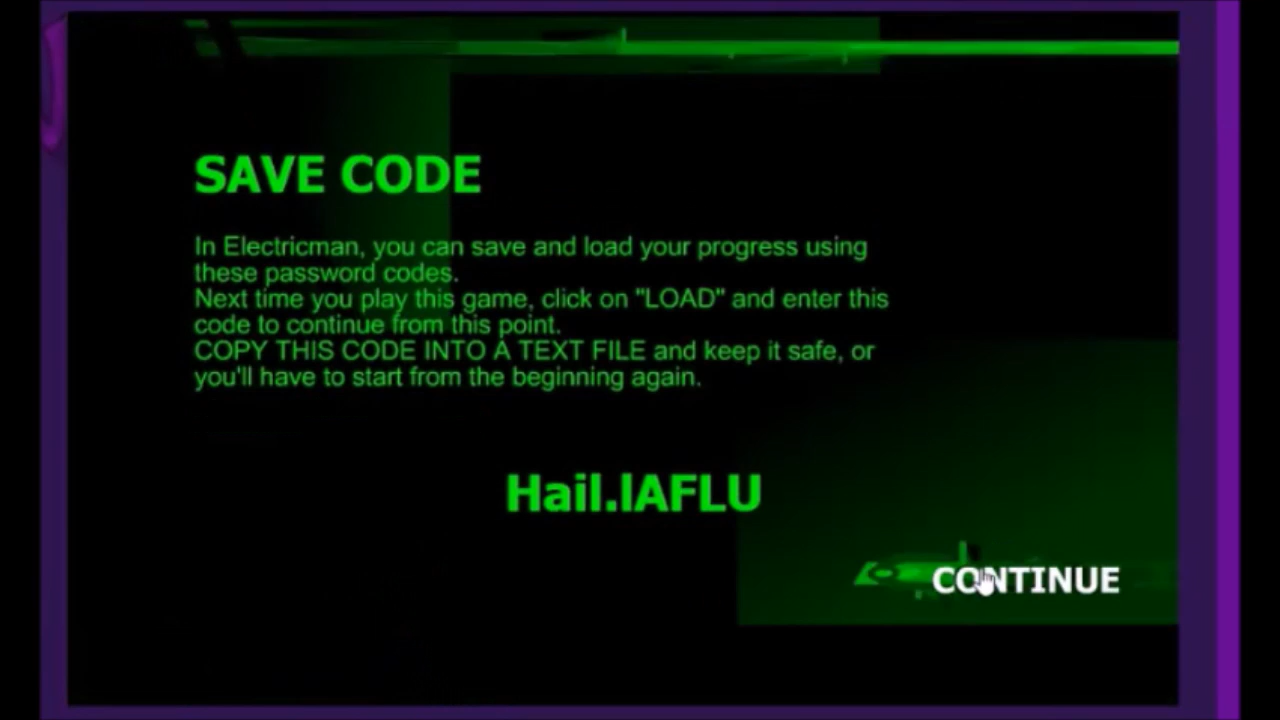 SAVE CODE
In Electricman, you can save and load your progress using
these password codes.
Next time you play this game, click on "LOAD" and enter this
code to continue from this point.
COPY THIS CODE INTO A TEXT FILE and keep it safe, or
you'll have to start from the beginning again.
Hail.lAFLU
CONTINUE